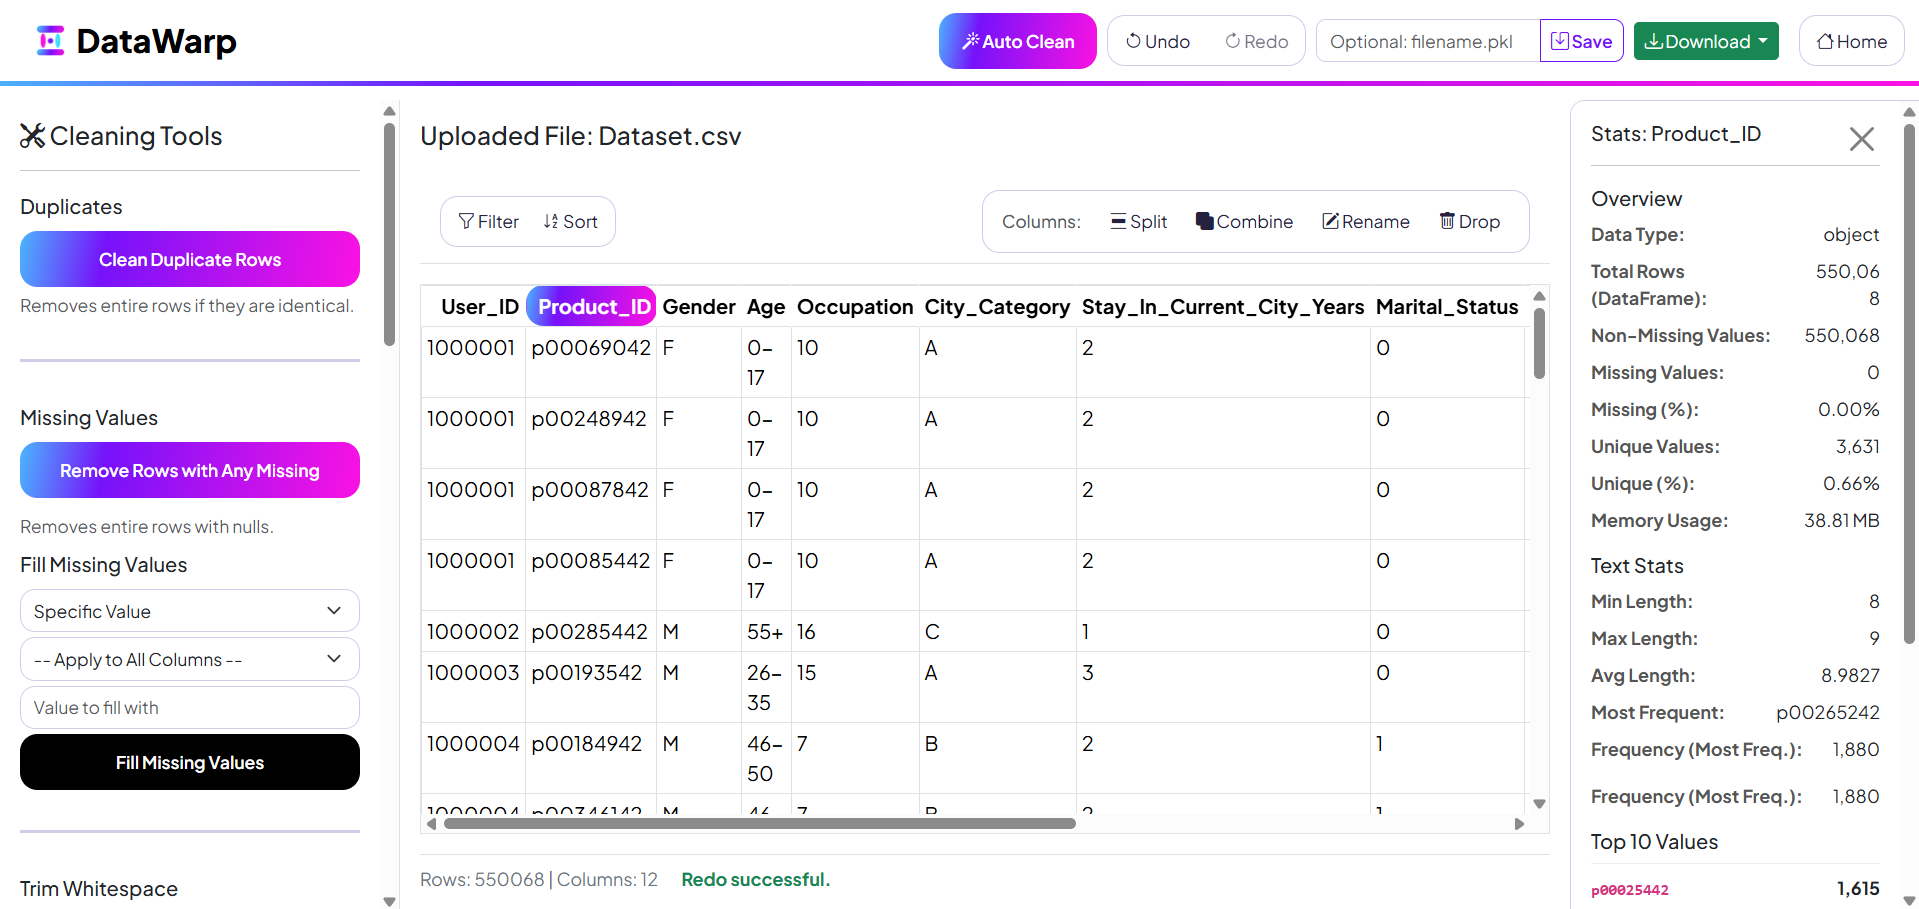 DataWarp
Auto Clean
Undo
Redo
Optional: filename.pkl
Save
Download
Home
Cleaning Tools
Duplicates
Clean Duplicate Rows
Removes entire rows if they are identical.
Missing Values
Remove Rows with Any Missing
Removes entire rows with nulls.
Fill Missing Values
Specific Value
-- Apply to All Columns --
Value to fill with
Fill Missing Values
Trim Whitespace
Uploaded File: Dataset.csv
Filter Sort
Columns: Split Combine Rename Drop
User_ID Product_ID Gender Age Occupation City_Category Stay_In_Current_City_Years Marital_Status
1000001 p00069042 F 0-17 10 A 2 0
1000001 p00248942 F 0-17 10 A 2 0
1000001 p00087842 F 0-17 10 A 2 0
1000001 p00085442 F 0-17 10 A 2 0
1000002 p00285442 M 55+ 16 C 1 0
1000003 p00193542 M 26-35 15 A 3 0
1000004 p00184942 M 46-50 7 B 2 1
1000004 p00346142 M 46- 7 B 2 1
Rows: 550068 | Columns: 12 Redo successful.
Stats: Product_ID
Overview
Data Type: object
Total Rows (DataFrame): 550,068
Non-Missing Values: 550,068
Missing Values: 0
Missing (%): 0.00%
Unique Values: 3,631
Unique (%): 0.66%
Memory Usage: 38.81 MB
Text Stats
Min Length: 8
Max Length: 9
Avg Length: 8.9827
Most Frequent: p00265242
Frequency (Most Freq.): 1,880
Frequency (Most Freq.): 1,880
Top 10 Values
p00025442 1,615